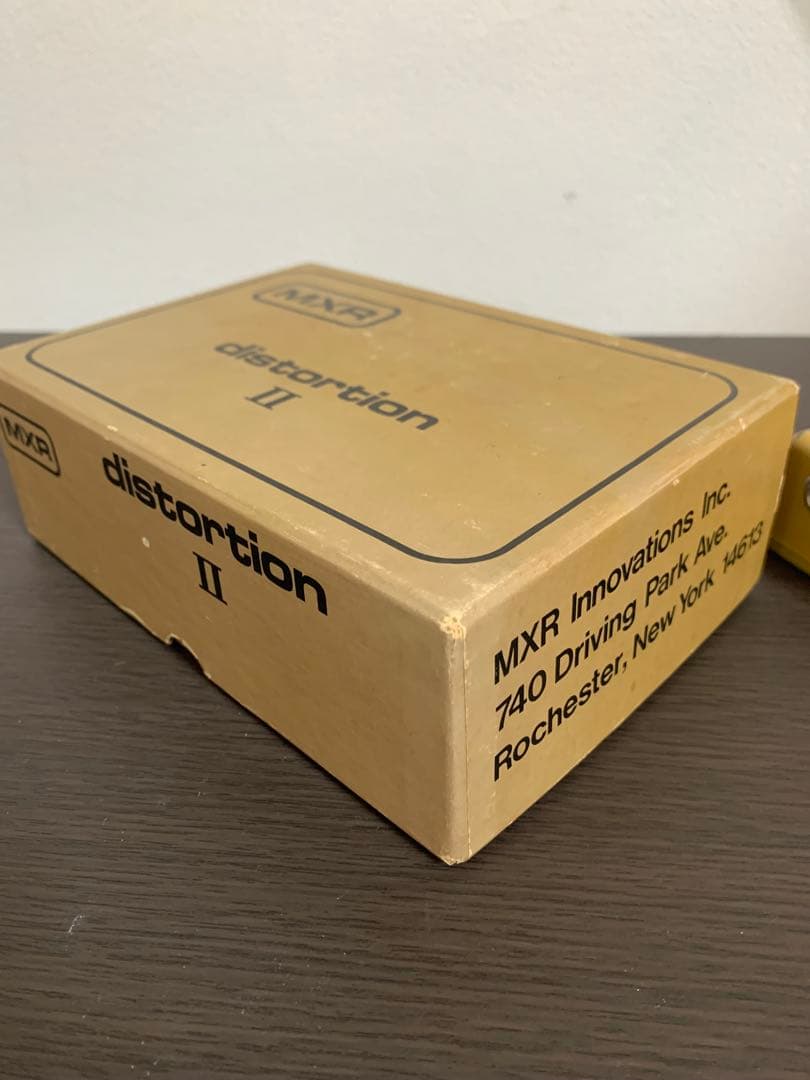 MXR
distortion
II
MXR
distortion
II
MXR Innovations Inc.
740 Driving Park Ave.
Rochester, New York 14613